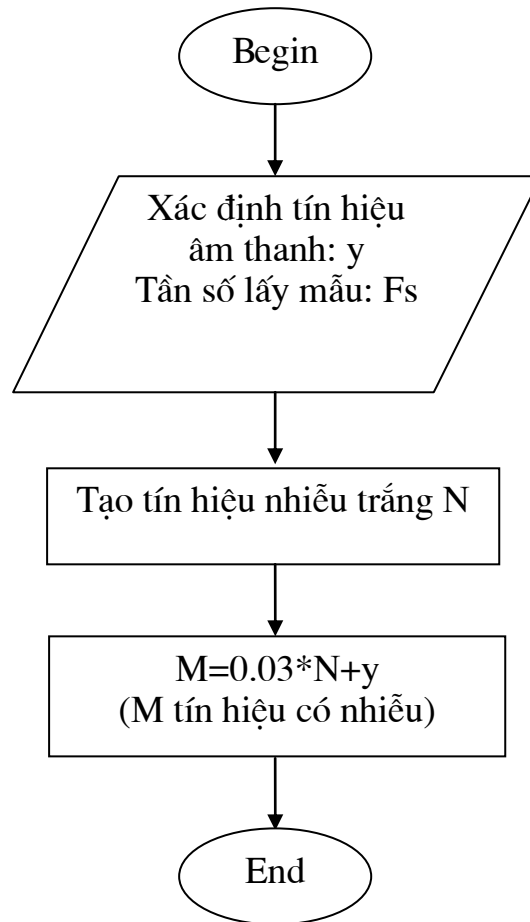 Begin
Xác định tín hiệu
âm thanh: y
Tần số lấy mẫu: Fs
Tạo tín hiệu nhiễu trắng N
M=0.03*N+y
(M tín hiệu có nhiễu)
End